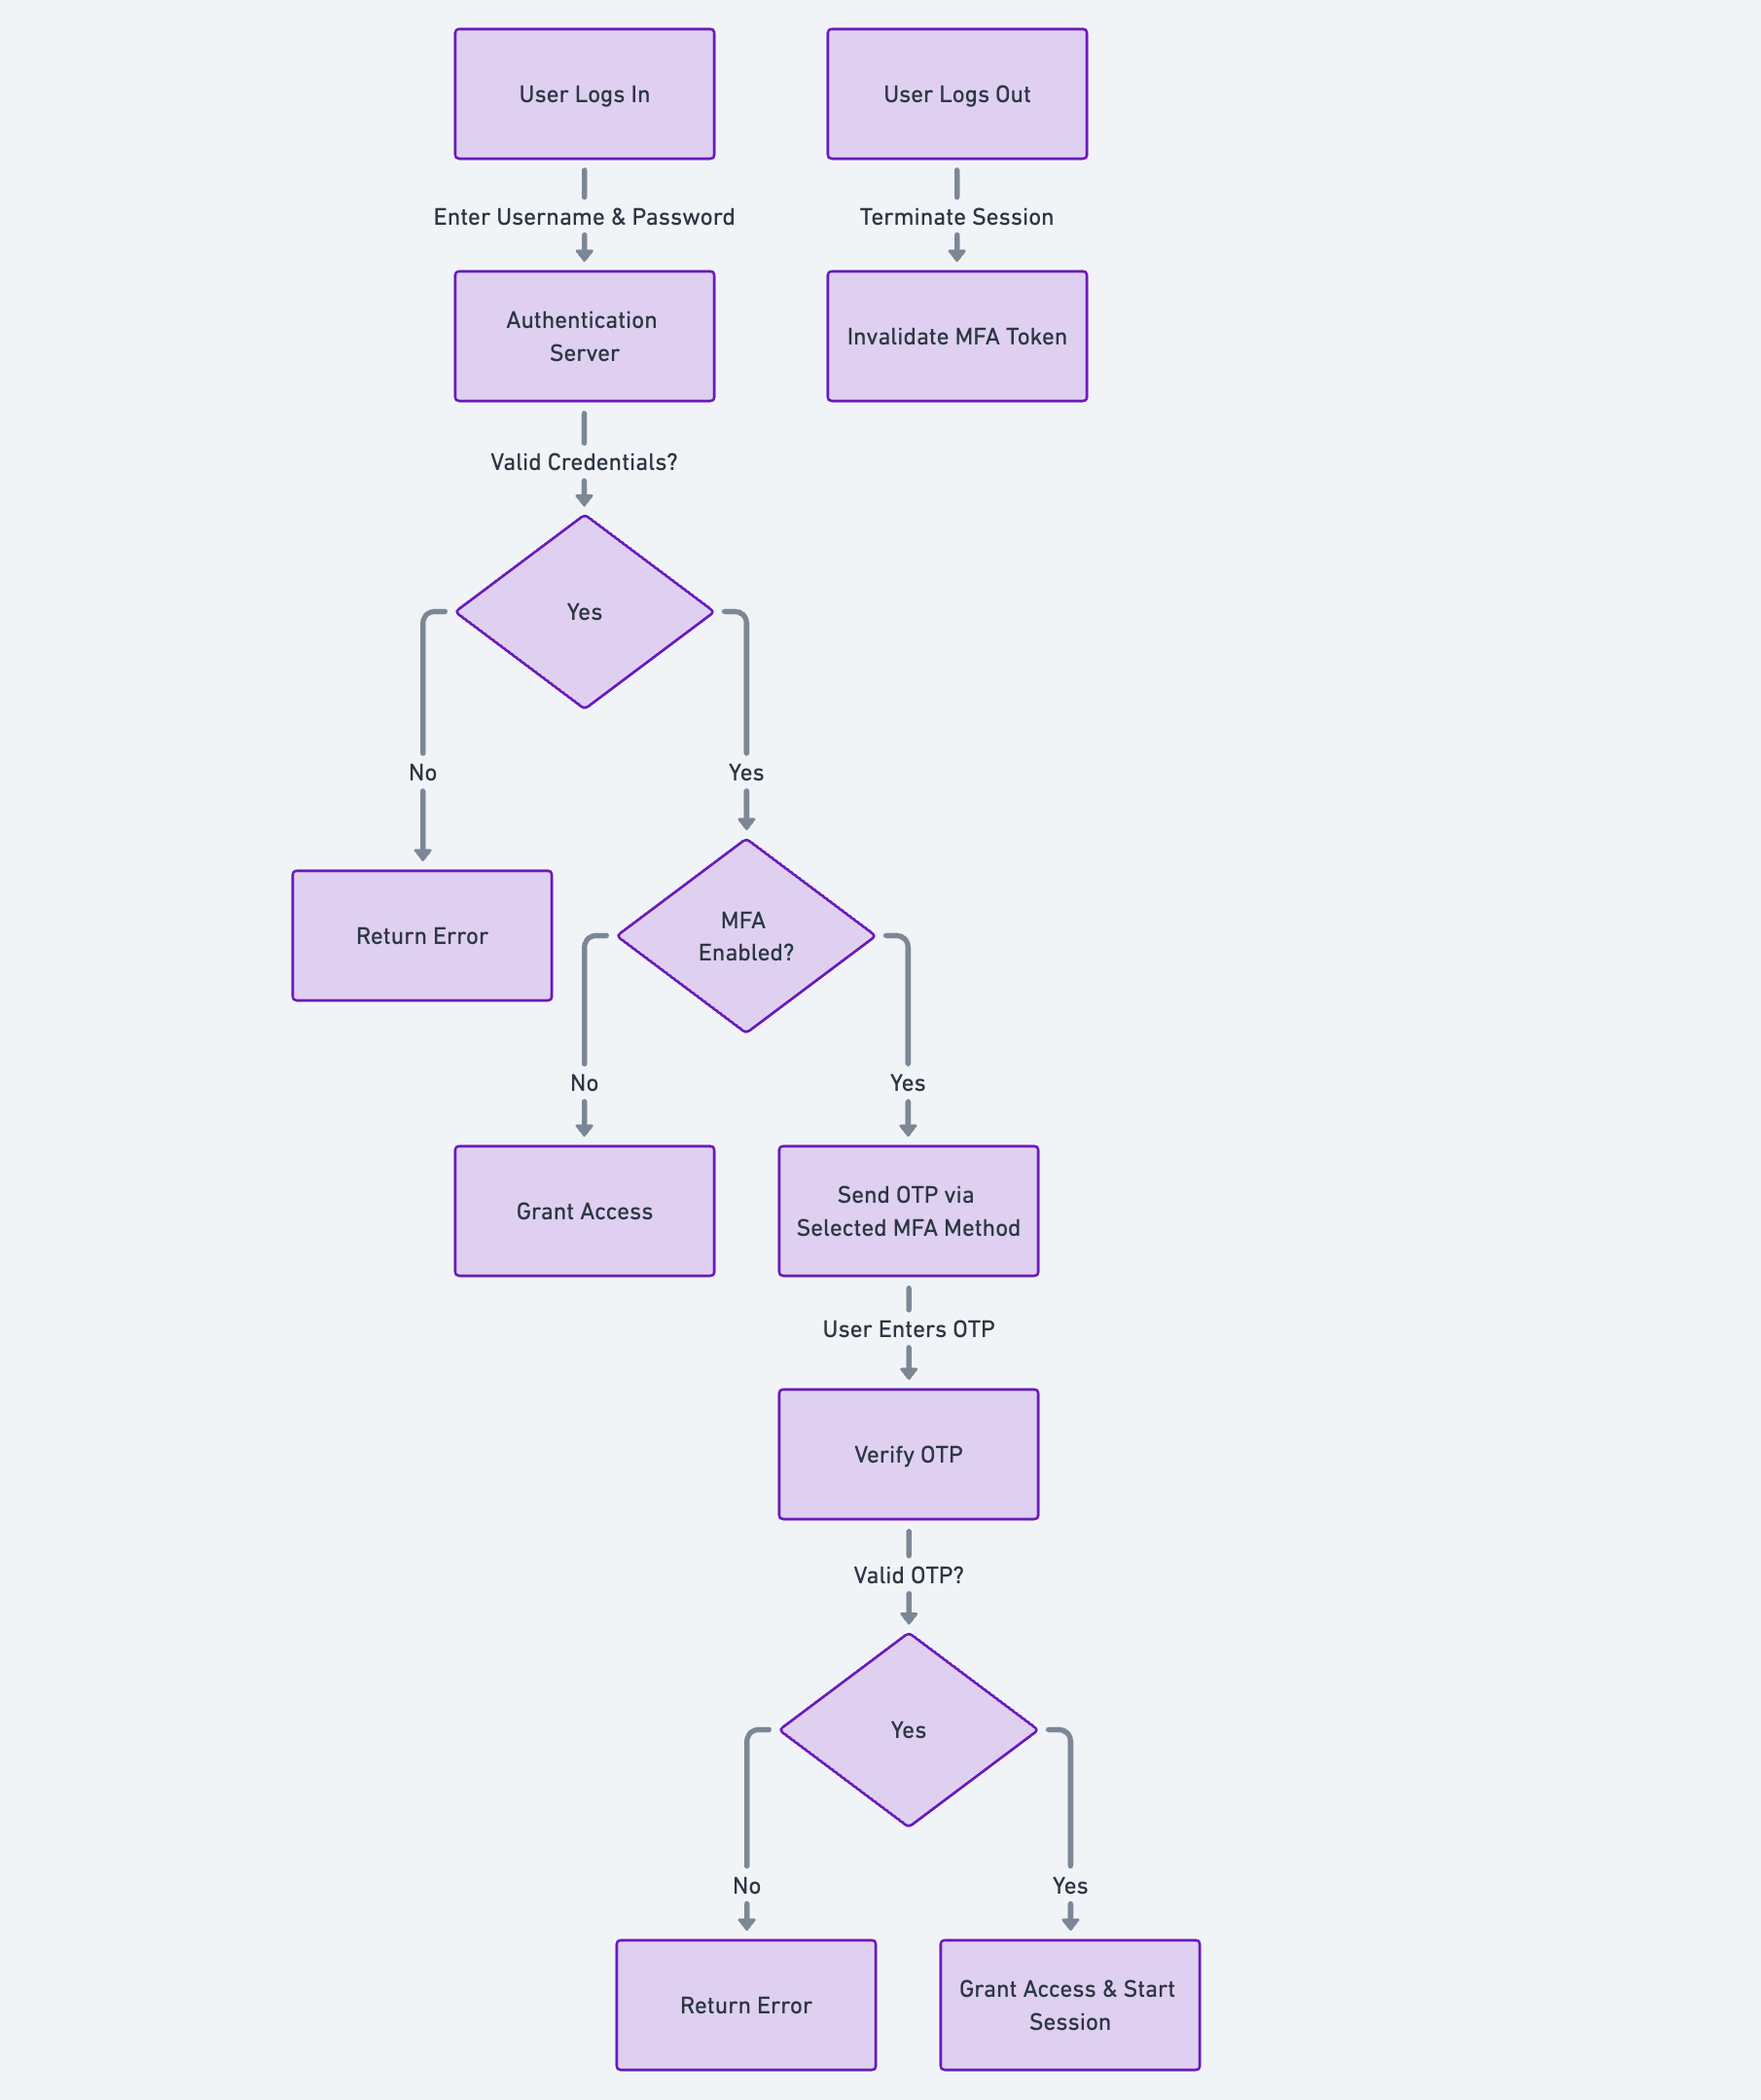 User Logs In
User Logs Out
Enter Username & Password
Terminate Session
Authentication
Server
Invalidate MFA Token
Valid Credentials?
Yes
No
Yes
Return Error
MFA
Enabled?
No
Yes
Grant Access
Send OTP via
Selected MFA Method
User Enters OTP
Verify OTP
Valid OTP?
Yes
No
Yes
Return Error
Grant Access & Start
Session